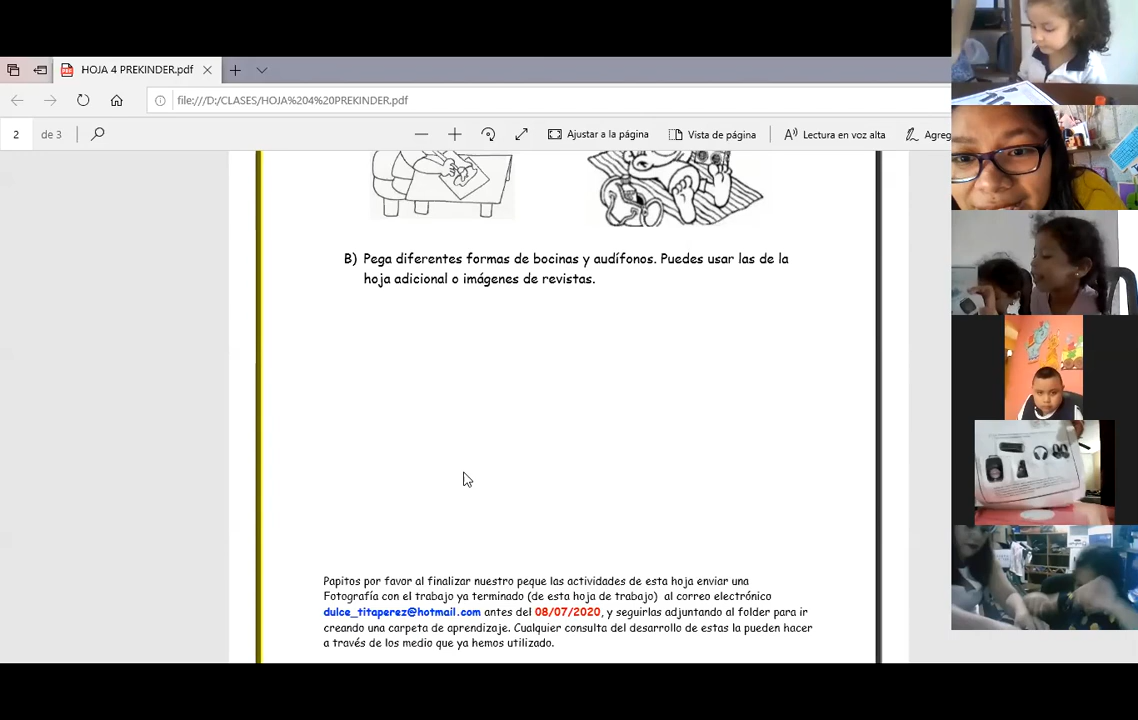 HOJA 4 PREKINDER.pdf
file:///D:/CLASES/HOJA%204%20PREKINDER.pdf
2 de 3
Ajustar a la página
Vista de página
Lectura en voz alta
Agreg
B) Pega diferentes formas de bocinas y audífonos. Puedes usar las de la
hoja adicional o imágenes de revistas.
Papitos por favor al finalizar nuestro peque las actividades de esta hoja enviar una
Fotografía con el trabajo ya terminado (de esta hoja de trabajo) al correo electrónico
dulce_titaperez@hotmail.com antes del 08/07/2020, y seguirlas adjuntando al folder para ir
creando una carpeta de aprendizaje. Cualquier consulta del desarrollo de estas la pueden hacer
a través de los medio que ya hemos utilizado.